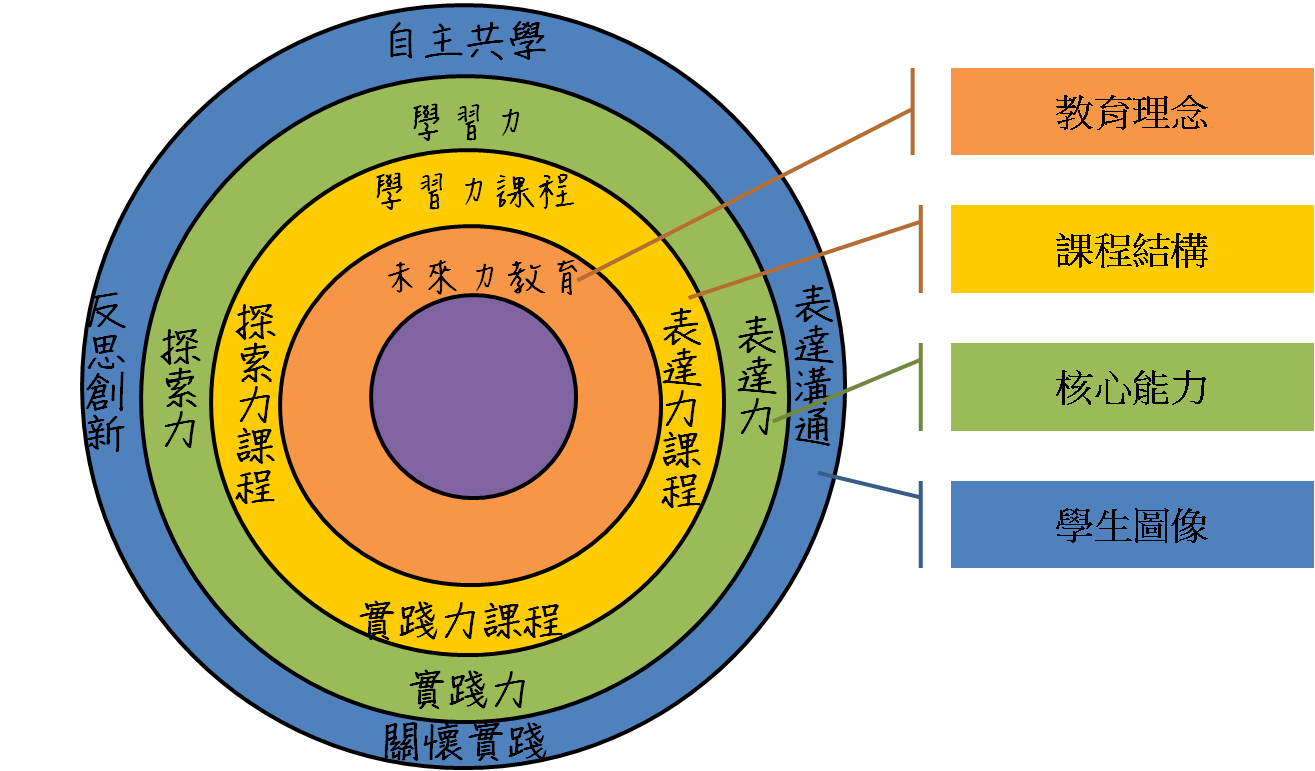 自主共學
學習力
學習力課程
未來力教育
反思創新
探索力
探索力課程
表達力課程
表達力
表達溝通
實踐力課程
實踐力
關懷實踐
教育理念
課程結構
核心能力
學生圖像